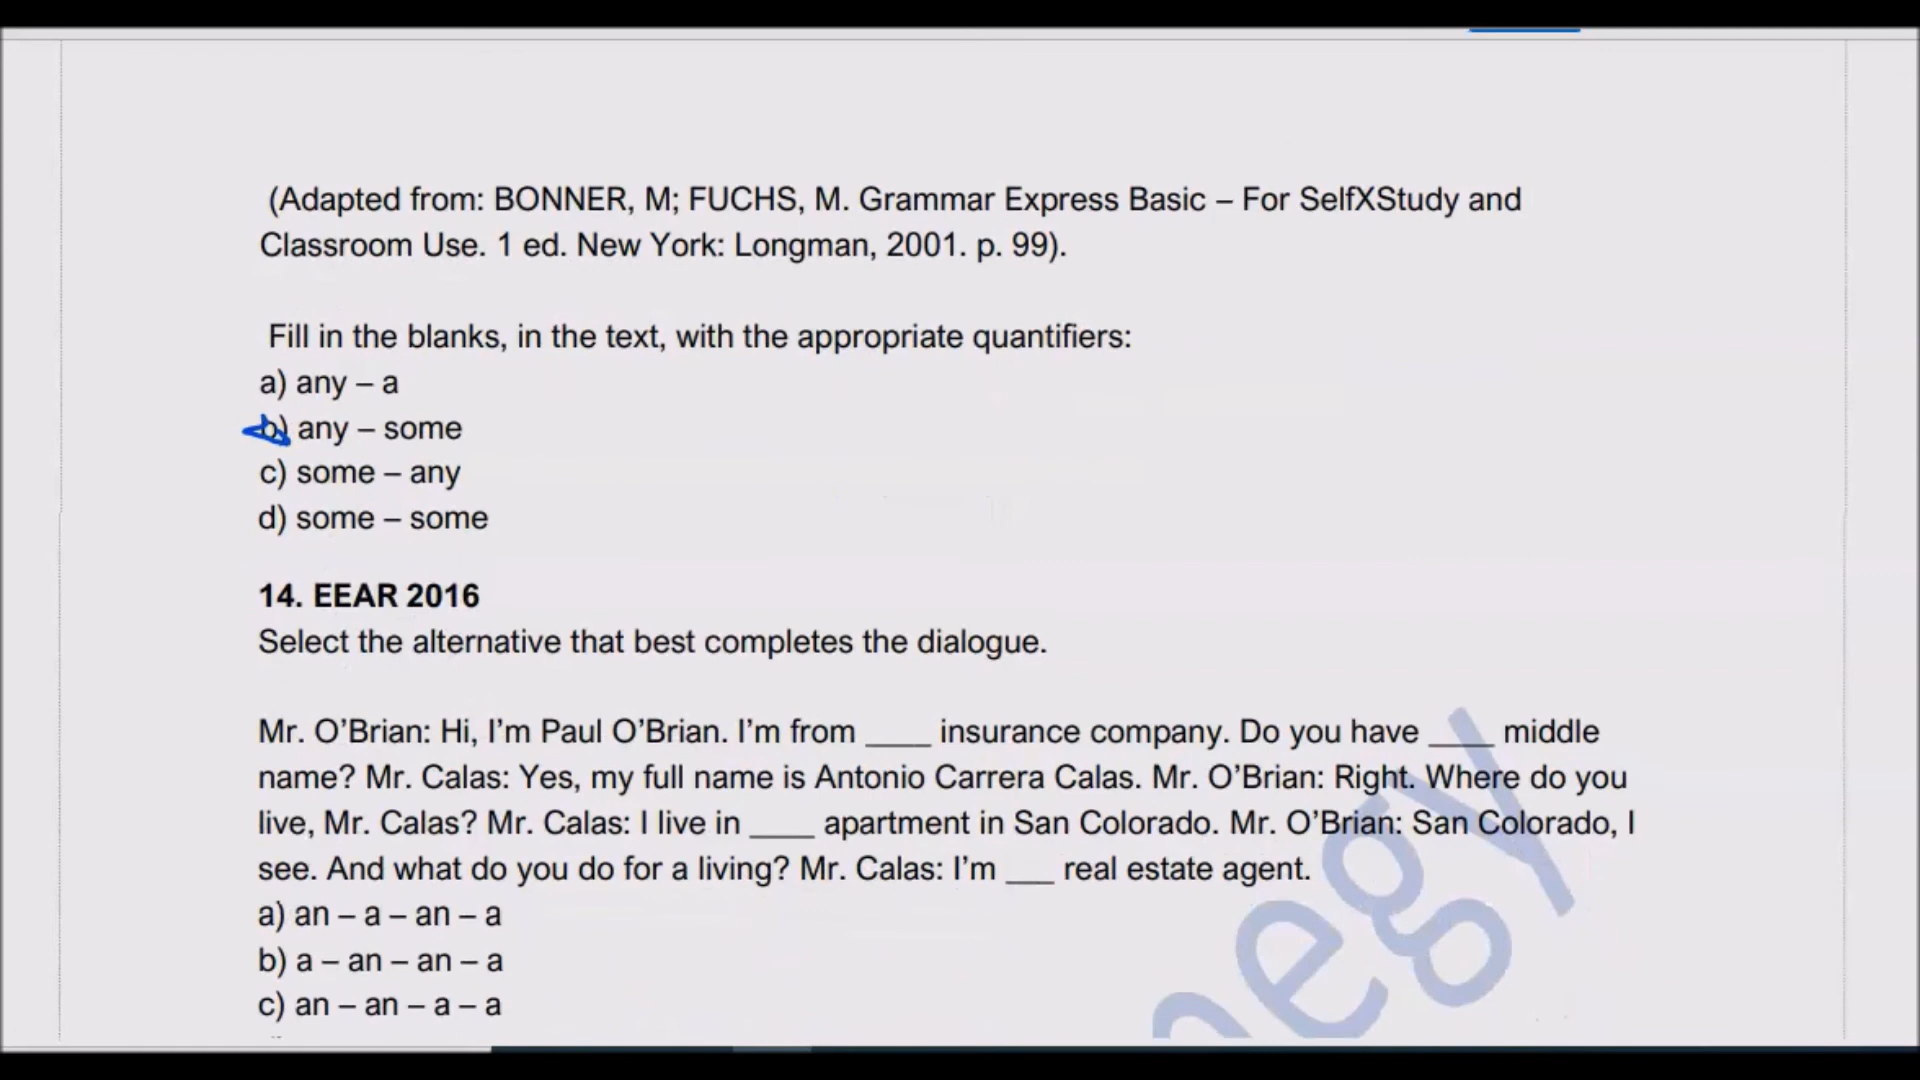 (Adapted from: BONNER, M; FUCHS, M. Grammar Express Basic – For SelfXStudy and
Classroom Use. 1 ed. New York: Longman, 2001. p. 99).
Fill in the blanks, in the text, with the appropriate quantifiers:
a) any – a
b) any – some
c) some – any
d) some – some
14. EEAR 2016
Select the alternative that best completes the dialogue.
Mr. O’Brian: Hi, I’m Paul O’Brian. I’m from ____ insurance company. Do you have ____ middle
name? Mr. Calas: Yes, my full name is Antonio Carrera Calas. Mr. O’Brian: Right. Where do you
live, Mr. Calas? Mr. Calas: I live in ____ apartment in San Colorado. Mr. O’Brian: San Colorado, I
see. And what do you do for a living? Mr. Calas: I’m ___ real estate agent.
a) an – a – an – a
b) a – an – an – a
c) an – an – a – a